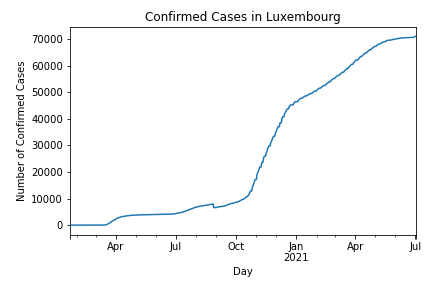 Confirmed Cases in Luxembourg
Number of Confirmed Cases
70000
60000
50000
40000
30000
20000
10000
0
Apr
Jul
Oct
Jan
2021
Apr
Jul
Day